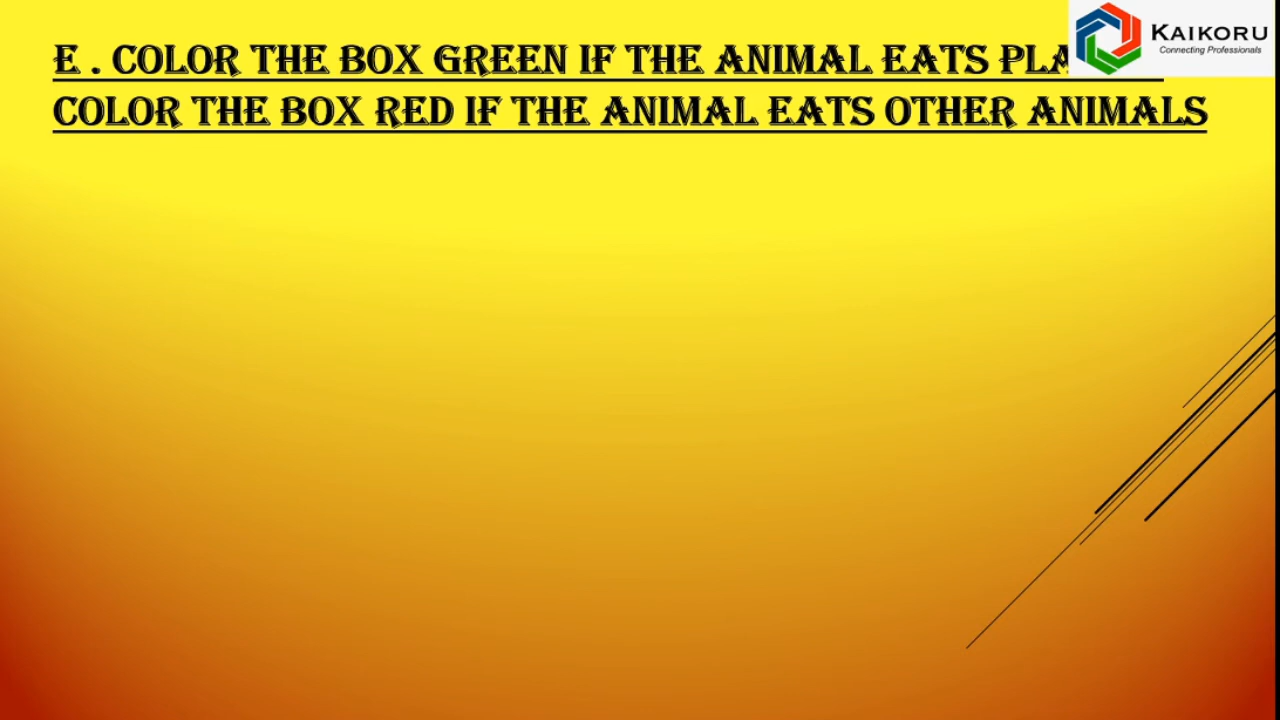 E . COLOR THE BOX GREEN IF THE ANIMAL EATS
COLOR THE BOX RED IF THE ANIMAL EATS OTHER ANIMALS
KAIKORU
Connecting Professionals